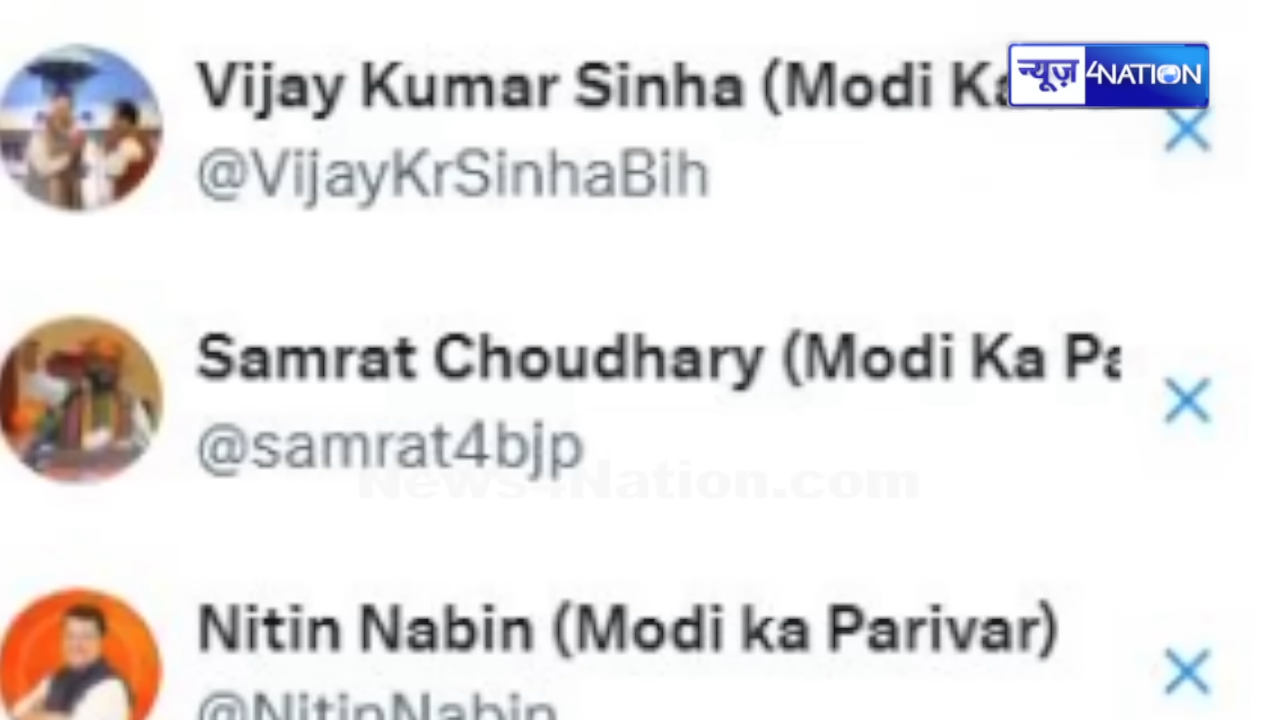 Vijay Kumar Sinha (Modi Ka
न्यूज़ 4NATION
@VijayKrSinhaBih
Samrat Choudhary (Modi Ka Pa
@samrat4bjp
News4Nation.com
Nitin Nabin (Modi ka Parivar)
@NitinNabin